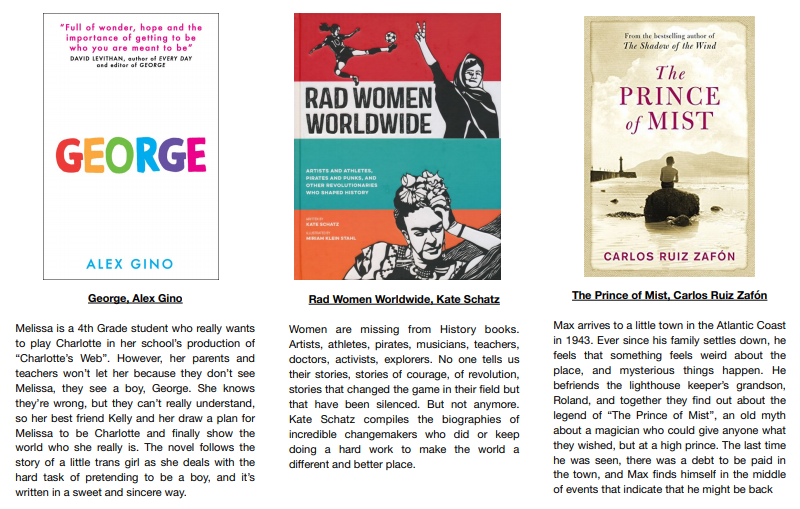 "Full of wonder, hope and the
importance of getting to be
who you are meant to be"
DAVID LEVITHAN, author of EVERY DAY
and editor of GEORGE
GEORGE
ALEX GINO
George, Alex Gino
Melissa is a 4th Grade student who really wants
to play Charlotte in her school's production of
“Charlotte's Web”. However, her parents and
teachers won't let her because they don't see
Melissa, they see a boy, George. She knows
they're wrong, but they can't really understand,
so her best friend Kelly and her draw a plan for
Melissa to be Charlotte and finally show the
world who she really is. The novel follows the
story of a little trans girl as she deals with the
hard task of pretending to be a boy, and it's
written in a sweet and sincere way.
RAD WOMEN
WORLDWIDE
ARTISTS AND ATHLETES,
PIRATES AND PUNKS, AND
OTHER REVOLUTIONARIES
WHO SHAPED HISTORY
KATE SCHATZ
MIRIAM KLEIN STAHL
Rad Women Worldwide, Kate Schatz
Women are missing from History books.
Artists, athletes, pirates, musicians, teachers,
doctors, activists, explorers. No one tells us
their stories, stories of courage, of revolution,
stories that changed the game in their field but
that have been silenced. But not anymore.
Kate Schatz compiles the biographies of
incredible changemakers who did or keep
doing a hard work to make the world a
different and better place.
From the bestselling author of
The Shadow of the Wind
The
PRINCE
of MIST
CARLOS RUIZ ZAFÓN
The Prince of Mist, Carlos Ruiz Zafón
Max arrives to a little town in the Atlantic Coast
in 1943. Ever since his family settles down, he
feels that something feels weird about the
place, and mysterious things happen. He
befriends the lighthouse keeper's grandson,
Roland, and together they find out about the
legend of “The Prince of Mist”, an old myth
about a magician who could give anyone what
they wished, but at a high prince. The last time
he was seen, there was a debt to be paid in
the town, and Max finds himself in the middle
of events that indicate that he might be back